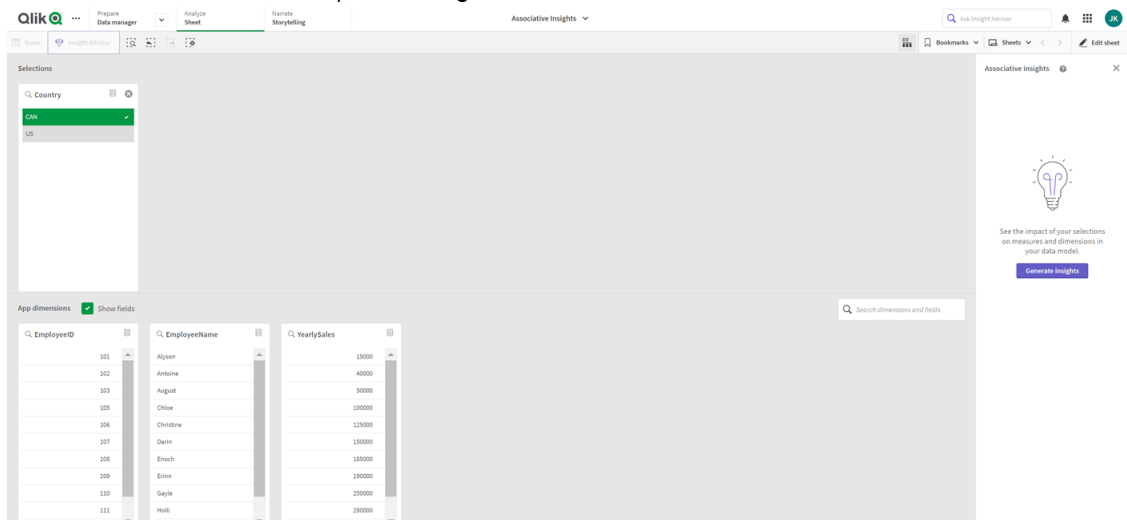 Qlik
Prepare
Data manager
Analyze
Sheet
Narrate
Storytelling
Associative Insights
Ask Insight Advisor
JK
Notes
Insight Advisor
Bookmarks
Sheets
Edit sheet
Selections
Associative insights
Country
CAN
US
See the impact of your selections
on measures and dimensions in
your data model.
Generate insights
App dimensions
Show fields
Search dimensions and fields
EmployeeID
EmployeeName
YearlySales
101 Alyson 15000
102 Antoine 40000
103 August 50000
105 Chloe 100000
106 Christine 125000
107 Darin 150000
108 Enoch 185000
109 Erinn 190000
110 Gayle 250000
111 Holli 280000